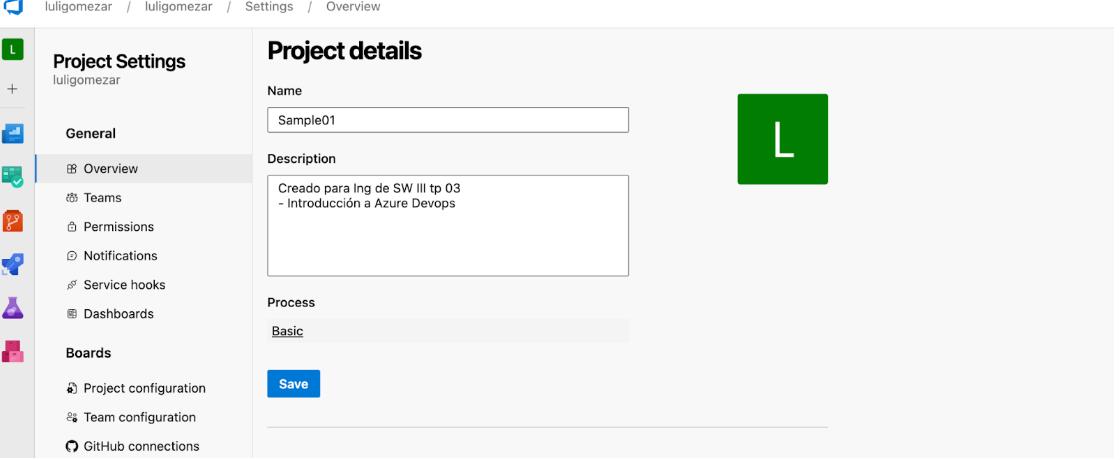 luligomezar / luligomezar / Settings / Overview
L
Project Settings
luligomezar
General
Overview
Teams
Permissions
Notifications
Service hooks
Dashboards
Boards
Project configuration
Team configuration
GitHub connections
Project details
Name
Sample01
Description
Creado para Ing de SW III tp 03
- Introducción a Azure Devops
Process
Basic
Save
L